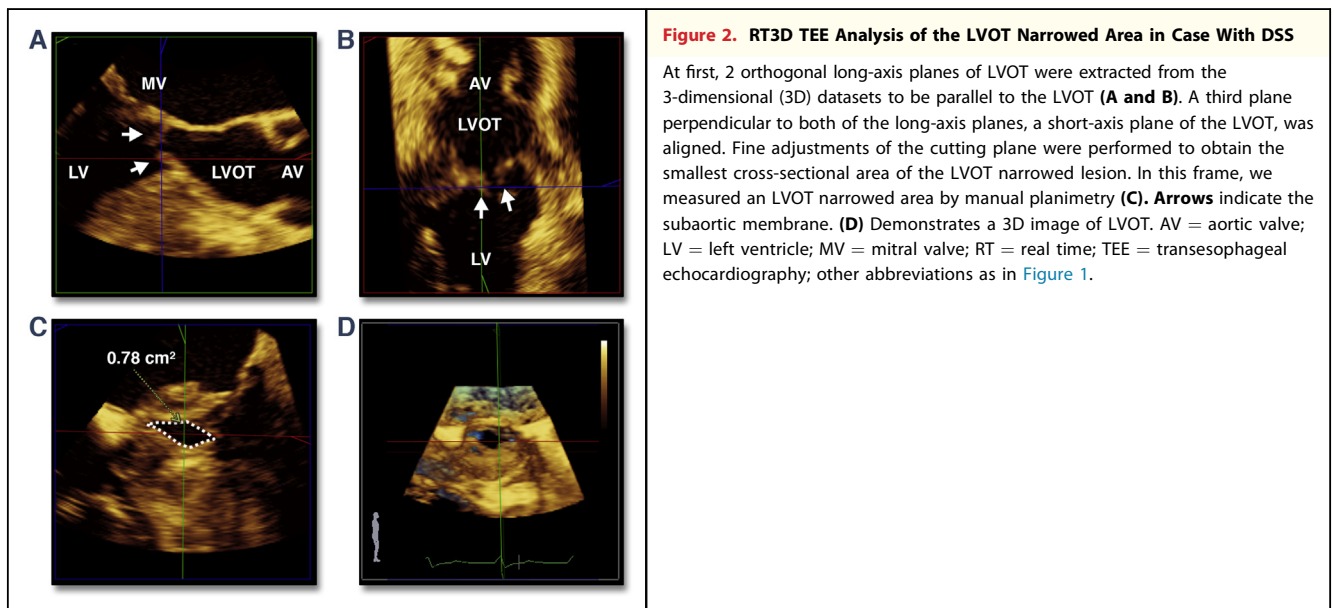 A
MV
LV
LVOT
AV
B
AV
LVOT
LV
C
0.78 cm²
D
Figure 2. RT3D TEE Analysis of the LVOT Narrowed Area in Case With DSS
At first, 2 orthogonal long-axis planes of LVOT were extracted from the
3-dimensional (3D) datasets to be parallel to the LVOT (A and B). A third plane
perpendicular to both of the long-axis planes, a short-axis plane of the LVOT, was
aligned. Fine adjustments of the cutting plane were performed to obtain the
smallest cross-sectional area of the LVOT narrowed lesion. In this frame, we
measured an LVOT narrowed area by manual planimetry (C). Arrows indicate the
subaortic membrane. (D) Demonstrates a 3D image of LVOT. AV = aortic valve;
LV = left ventricle; MV = mitral valve; RT = real time; TEE = transesophageal
echocardiography; other abbreviations as in Figure 1.